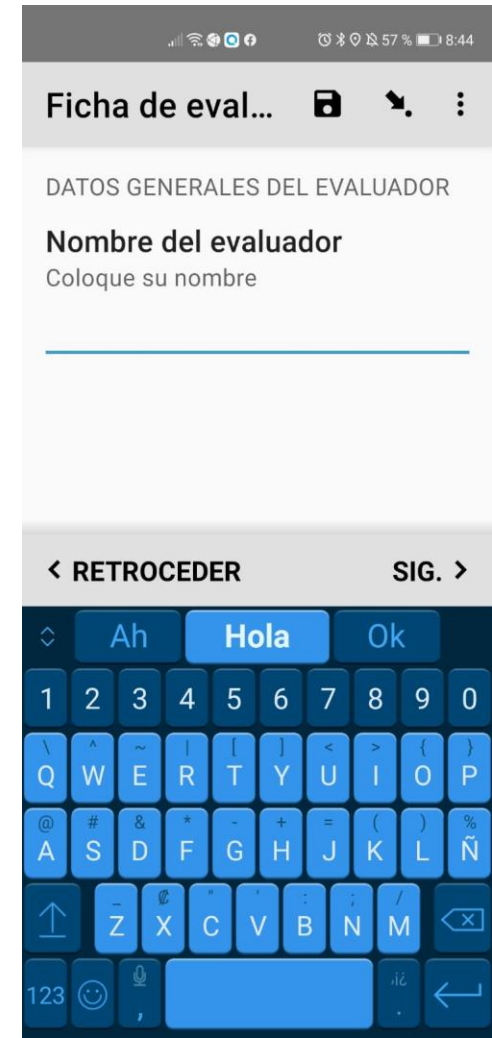 57 % 8:44
Ficha de eval...
DATOS GENERALES DEL EVALUADOR
Nombre del evaluador
Coloque su nombre
< RETROCEDER SIG. >
Ah Hola Ok
1 2 3 4 5 6 7 8 9 0
\ ^ ~ | [ ] < > { }
Q W E R T Y U I O P
@ # & * - + = ( ) %
A S D F G H J K L Ñ
_ ₡ " ' : ; /
Z X C V B N M
,¡¿
123 , .